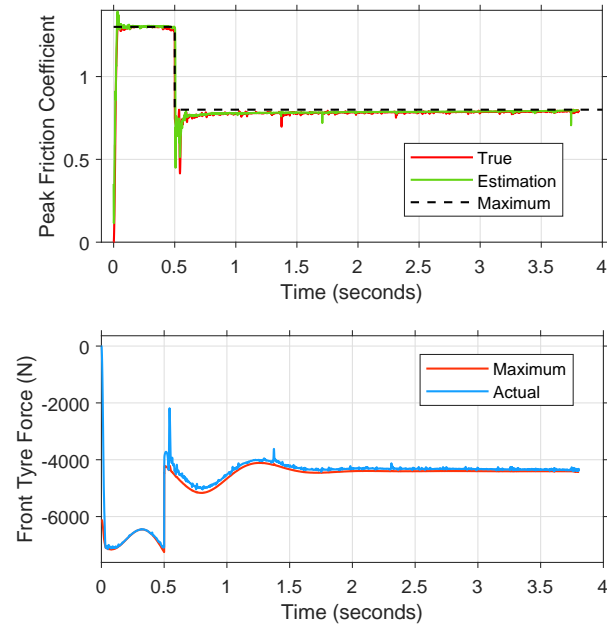 Peak Friction Coefficient
1
0.5
0
True
Estimation
Maximum
0 0.5 1 1.5 2 2.5 3 3.5 4
Time (seconds)
Front Tyre Force (N)
0
-2000
-4000
-6000
Maximum
Actual
0 0.5 1 1.5 2 2.5 3 3.5 4
Time (seconds)